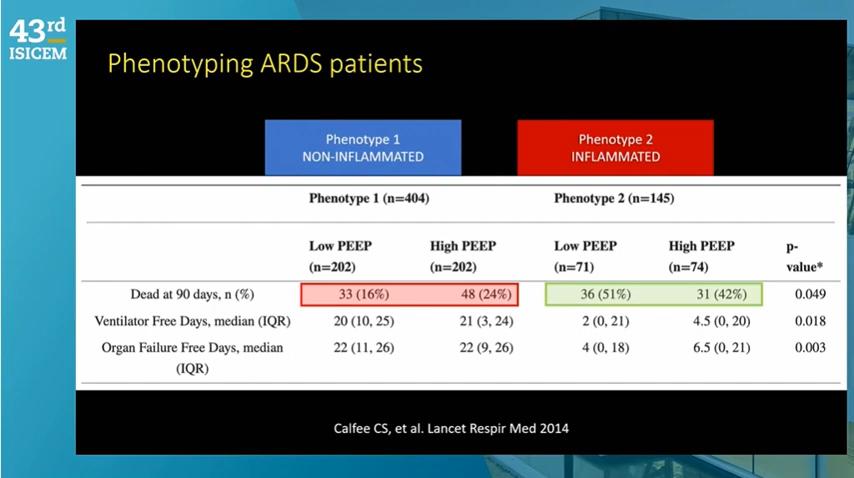 43rd
ISICEM
Phenotyping ARDS patients
Phenotype 1
NON-INFLAMMATED
Phenotype 2
INFLAMMATED
Phenotype 1 (n=404) Phenotype 2 (n=145)
Low PEEP High PEEP Low PEEP High PEEP p-
(n=202) (n=202) (n=71) (n=74) value*
Dead at 90 days, n (%) 33 (16%) 48 (24%) 36 (51%) 31 (42%) 0.049
Ventilator Free Days, median (IQR) 20 (10, 25) 21 (3, 24) 2 (0, 21) 4.5 (0, 20) 0.018
Organ Failure Free Days, median 22 (11, 26) 22 (9, 26) 4 (0, 18) 6.5 (0, 21) 0.003
(IQR)
Calfee CS, et al. Lancet Respir Med 2014